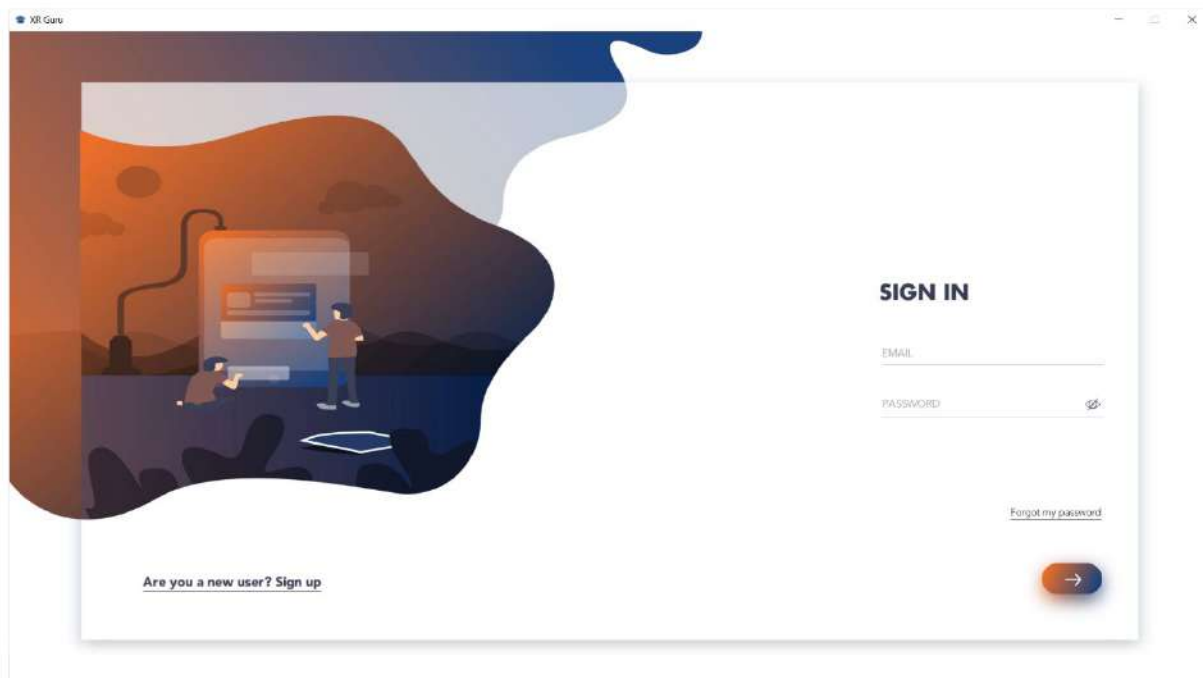 XR Guru
SIGN IN
EMAIL
PASSWORD
Forgot my password
Are you a new user? Sign up